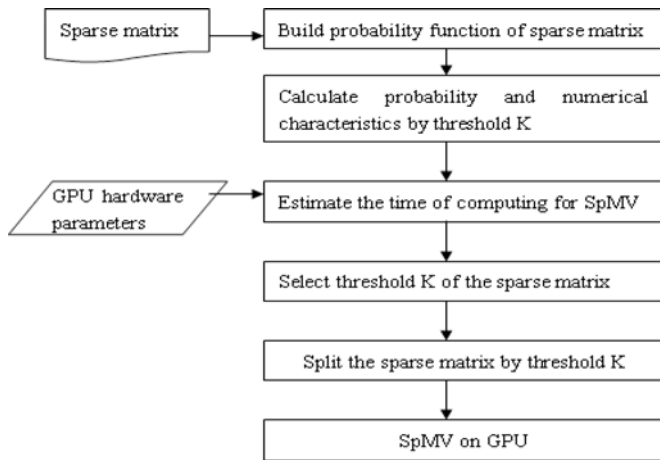 Sparse matrix
Build probability function of sparse matrix
Calculate probability and numerical
characteristics by threshold K
GPU hardware
parameters
Estimate the time of computing for SpMV
Select threshold K of the sparse matrix
Split the sparse matrix by threshold K
SpMV on GPU